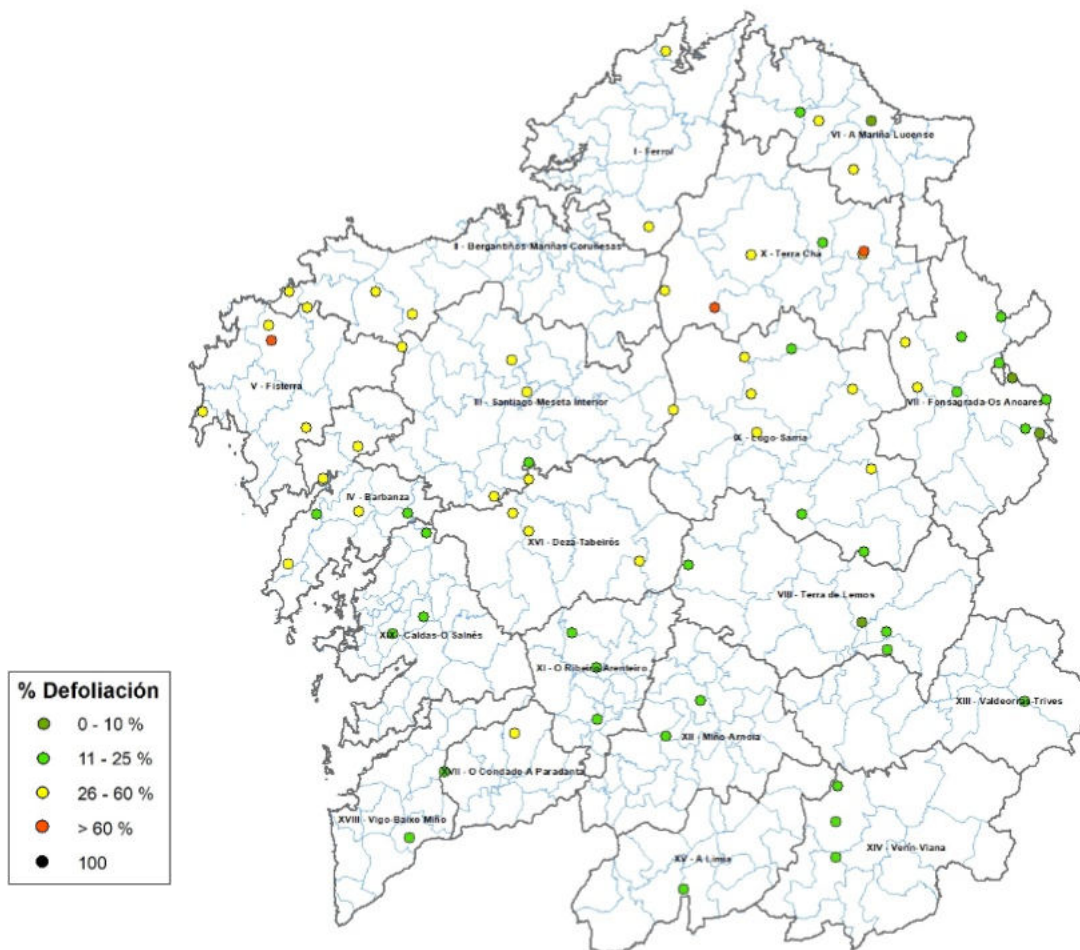 VI - A Mariña Lucense
I - Ferrol
II - Bergantiños-Mariñas Coruñesas
X - Terra Chá
V - Fisterra
III - Santiago-Meseta Interior
VII - Fonsagrada-Os Ancares
IX - Lugo-Sarria
IV - Barbanza
XVI - Deza-Tabeirós
VIII - Terra de Lemos
XIX - Caldas-O Salnés
XI - O Ribeiro-Arenteiro
XIII - Valdeorras-Trives
XII - Miño-Arnoia
XVII - O Condado-A Paradanta
XVIII - Vigo-Baixo Miño
XIV - Verín-Viana
XV - A Limia
% Defoliación
0 - 10 %
11 - 25 %
26 - 60 %
> 60 %
100